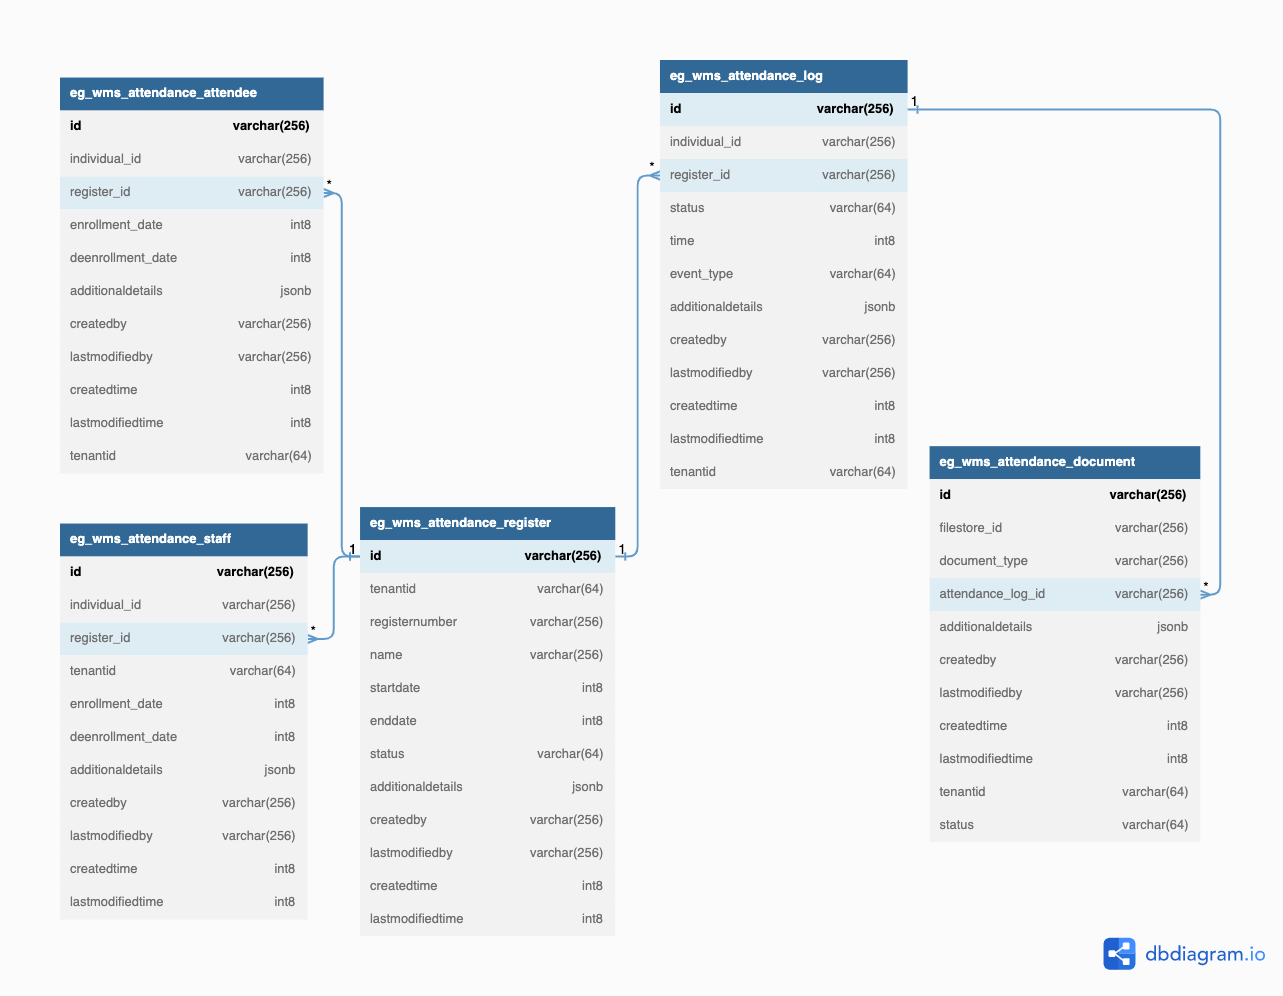 eg_wms_attendance_attendee
id varchar(256)
individual_id varchar(256)
register_id varchar(256) *
enrollment_date int8
deenrollment_date int8
additionaldetails jsonb
createdby varchar(256)
lastmodifiedby varchar(256)
createdtime int8
lastmodifiedtime int8
tenantid varchar(64)
eg_wms_attendance_staff
id varchar(256)
individual_id varchar(256)
register_id varchar(256) *
tenantid varchar(64)
enrollment_date int8
deenrollment_date int8
additionaldetails jsonb
createdby varchar(256)
lastmodifiedby varchar(256)
createdtime int8
lastmodifiedtime int8
eg_wms_attendance_register
1 id varchar(256) 1
tenantid varchar(64)
registernumber varchar(256)
name varchar(256)
startdate int8
enddate int8
status varchar(64)
additionaldetails jsonb
createdby varchar(256)
lastmodifiedby varchar(256)
createdtime int8
lastmodifiedtime int8
eg_wms_attendance_log
id varchar(256) 1
individual_id varchar(256)
* register_id varchar(256)
status varchar(64)
time int8
event_type varchar(64)
additionaldetails jsonb
createdby varchar(256)
lastmodifiedby varchar(256)
createdtime int8
lastmodifiedtime int8
tenantid varchar(64)
eg_wms_attendance_document
id varchar(256)
filestore_id varchar(256)
document_type varchar(256)
attendance_log_id varchar(256) *
additionaldetails jsonb
createdby varchar(256)
lastmodifiedby varchar(256)
createdtime int8
lastmodifiedtime int8
tenantid varchar(64)
status varchar(64)
dbdiagram.io